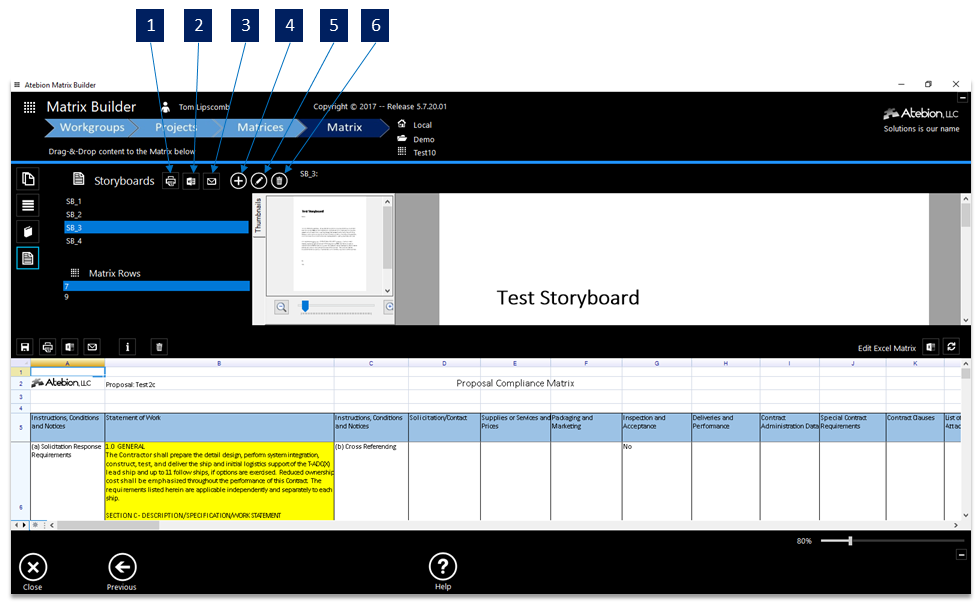 1 2 3 4 5 6
Atebion Matrix Builder
Matrix Builder
Tom Lipscomb
Copyright © 2017 -- Release 5.7.20.01
Atebion, LLC
Solutions is our name
Workgroups Projects Matrices Matrix
Local
Demo
Test10
Drag-&-Drop content to the Matrix below
Storyboards
SB_3:
SB_1
SB_2
SB_3
SB_4
Matrix Rows
7
9
Thumbnails
Test Storyboard
Test Storyboard
Edit Excel Matrix
A B C D E F G H I J K
1
2 Atebion, LLC Proposal: Test2c Proposal Compliance Matrix
3
4
5
Instructions, Conditions and Notices
Statement of Work
Instructions, Conditions and Notices
Solicitation/Contact
Supplies or Sevices and Prices
Packaging and Marketing
Inspection and Acceptance
Deliveries and Performance
Contract Administration Data
Special Contract Requirements
Contract Clauses
List of
Attac
6
(a) Solicitation Response
Requirements
1.0 GENERAL
The Contractor shall prepare the detail design, perform system integration,
construct, test, and deliver the ship and initial logistics support of the T-AO(X)
lead ship and up to 11 follow ships, if options are exercised. Reduced ownership
cost shall be emphasized throughout the performance of this Contract. The
requirements listed herein are applicable independently and separately to each
ship.
SECTION C - DESCRIPTION/SPECIFICATION/WORK STATEMENT
(b) Cross Referencing
No
80%
Close
Previous
Help